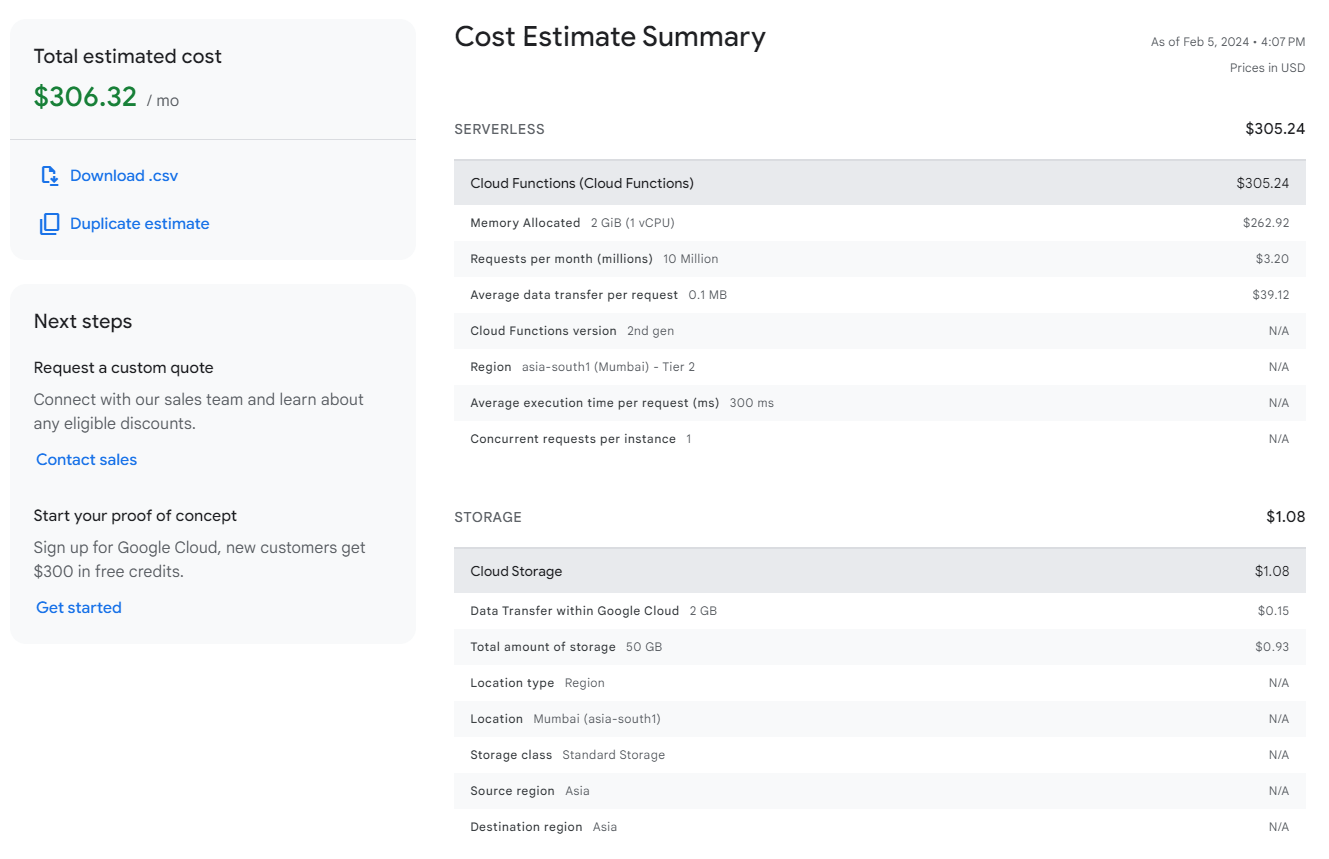 Total estimated cost
$306.32 / mo
Download .csv
Duplicate estimate
Next steps
Request a custom quote
Connect with our sales team and learn about
any eligible discounts.
Contact sales
Start your proof of concept
Sign up for Google Cloud, new customers get
$300 in free credits.
Get started
Cost Estimate Summary
As of Feb 5, 2024 • 4:07 PM
Prices in USD
SERVERLESS $305.24
Cloud Functions (Cloud Functions) $305.24
Memory Allocated 2 GiB (1 vCPU) $262.92
Requests per month (millions) 10 Million $3.20
Average data transfer per request 0.1 MB $39.12
Cloud Functions version 2nd gen N/A
Region asia-south1 (Mumbai) - Tier 2 N/A
Average execution time per request (ms) 300 ms N/A
Concurrent requests per instance 1 N/A
STORAGE $1.08
Cloud Storage $1.08
Data Transfer within Google Cloud 2 GB $0.15
Total amount of storage 50 GB $0.93
Location type Region N/A
Location Mumbai (asia-south1) N/A
Storage class Standard Storage N/A
Source region Asia N/A
Destination region Asia N/A